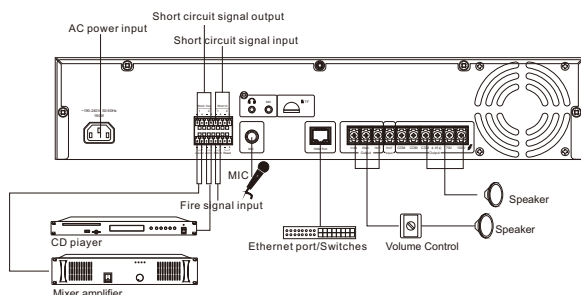 Short circuit signal output
AC power input
Short circuit signal input
MIC
Fire signal input
Speaker
CD piayer
Ethernet port/Switches
Volume Control
Speaker
Mixer amplifier